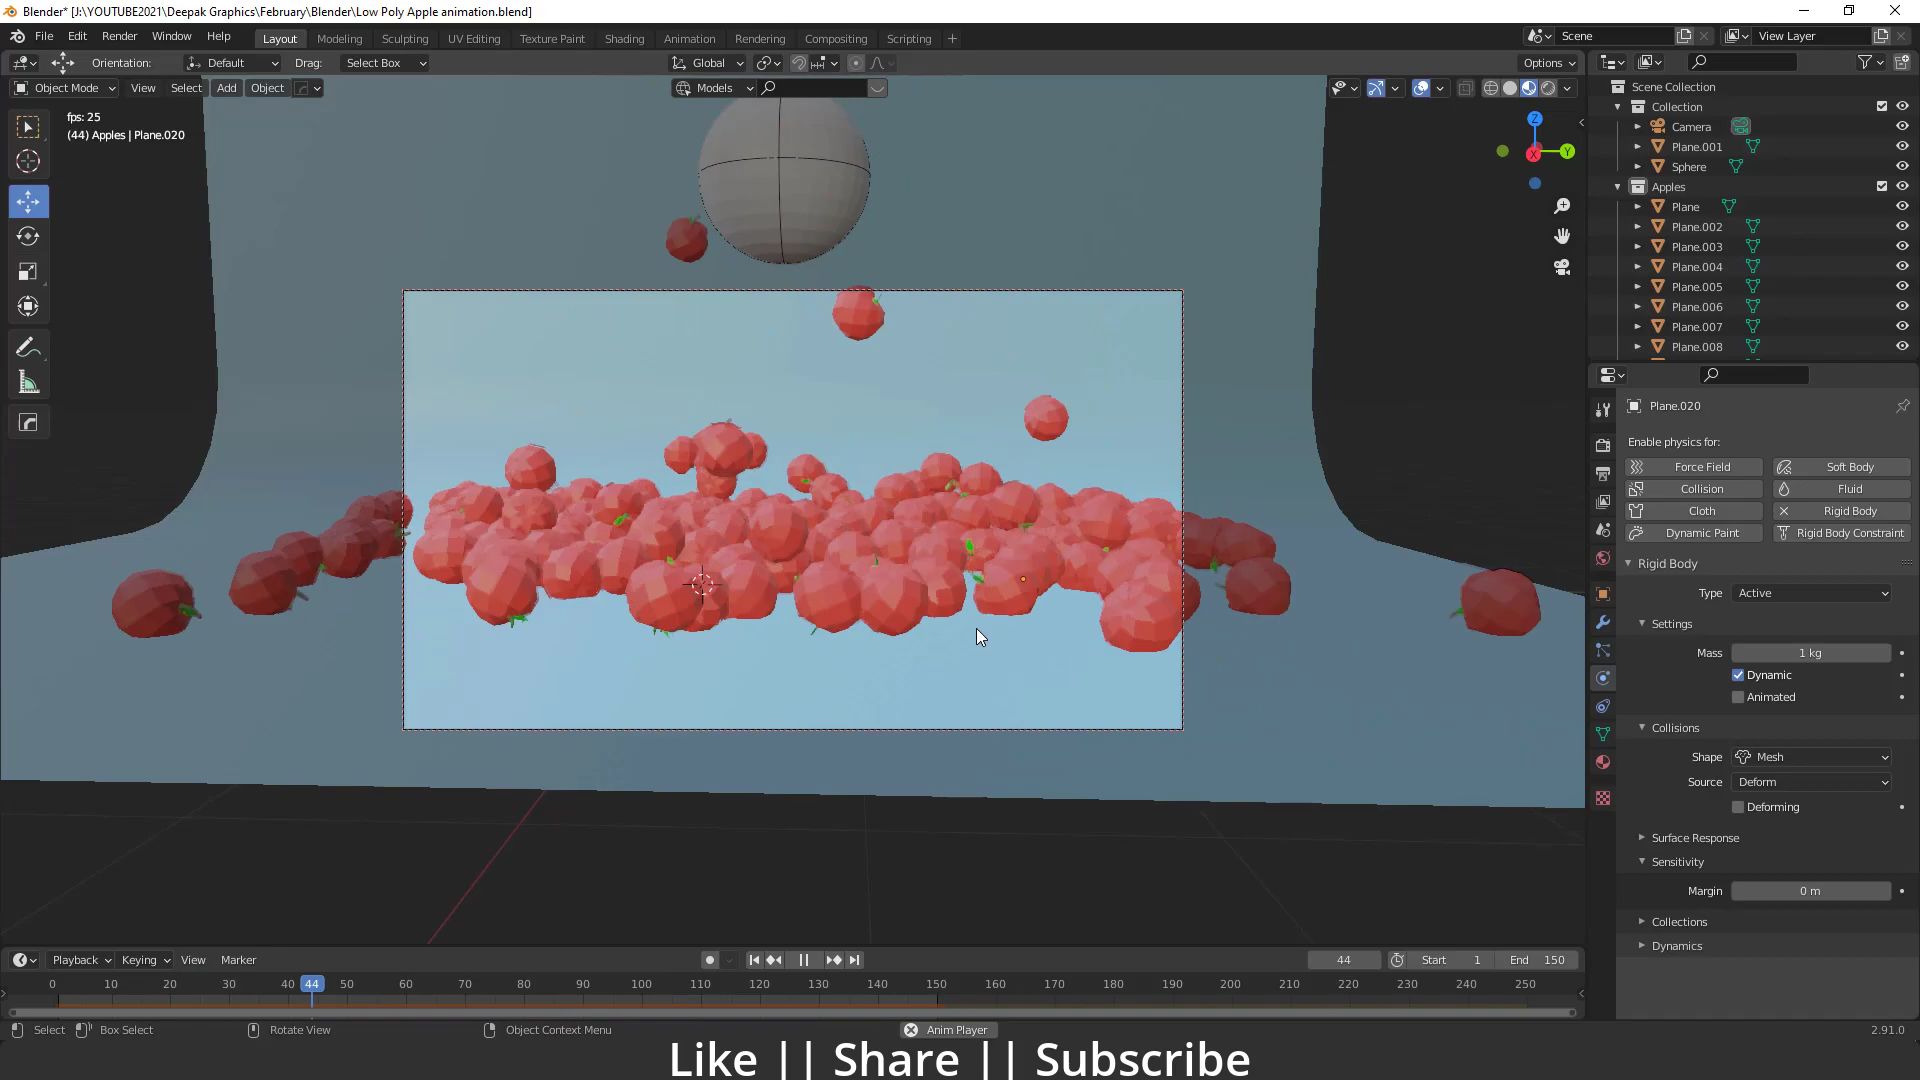 Blender* [J:\YOUTUBE2021\Deepak Graphics\February\Blender\Low Poly Apple animation.blend]
File Edit Render Window Help Layout Modeling Sculpting UV Editing Texture Paint Shading Animation Rendering Compositing Scripting + Scene View Layer
Orientation: Default Drag: Select Box Global Options
Object Mode View Select Add Object Models
fps: 25
(44) Apples | Plane.020
Z
Y
X
Scene Collection
Collection
Camera
Plane.001
Sphere
Apples
Plane
Plane.002
Plane.003
Plane.004
Plane.005
Plane.006
Plane.007
Plane.008
Plane.020
Enable physics for:
Force Field Soft Body
Collision Fluid
Cloth Rigid Body
Dynamic Paint Rigid Body Constraint
Rigid Body
Type Active
Settings
Mass 1 kg
Dynamic
Animated
Collisions
Shape Mesh
Source Deform
Deforming
Surface Response
Sensitivity
Margin 0 m
Collections
Dynamics
Playback Keying View Marker 44 Start 1 End 150
0 10 20 30 40 44 50 60 70 80 90 100 110 120 130 140 150 160 170 180 190 200 210 220 230 240 250
Select Box Select Rotate View Object Context Menu Anim Player 2.91.0
Like || Share || Subscribe